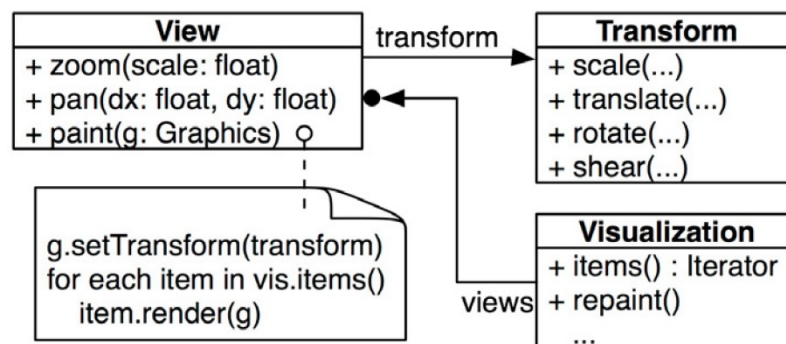 View
+ zoom(scale: float)
+ pan(dx: float, dy: float)
+ paint(g: Graphics)
transform
Transform
+ scale(...)
+ translate(...)
+ rotate(...)
+ shear(...)
g.setTransform(transform)
for each item in vis.items()
item.render(g)
views
Visualization
+ items() : Iterator
+ repaint()
...